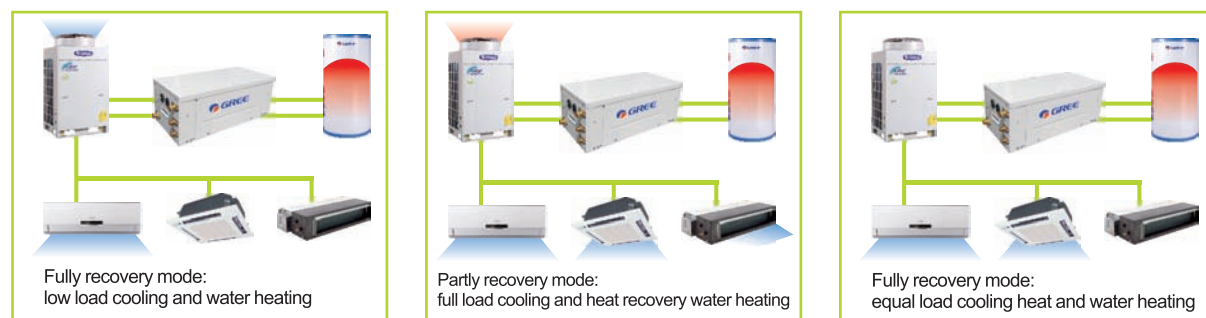 GREE
GREE
GREE
Fully recovery mode:
low load cooling and water heating
Partly recovery mode:
full load cooling and heat recovery water heating
Fully recovery mode:
equal load cooling heat and water heating